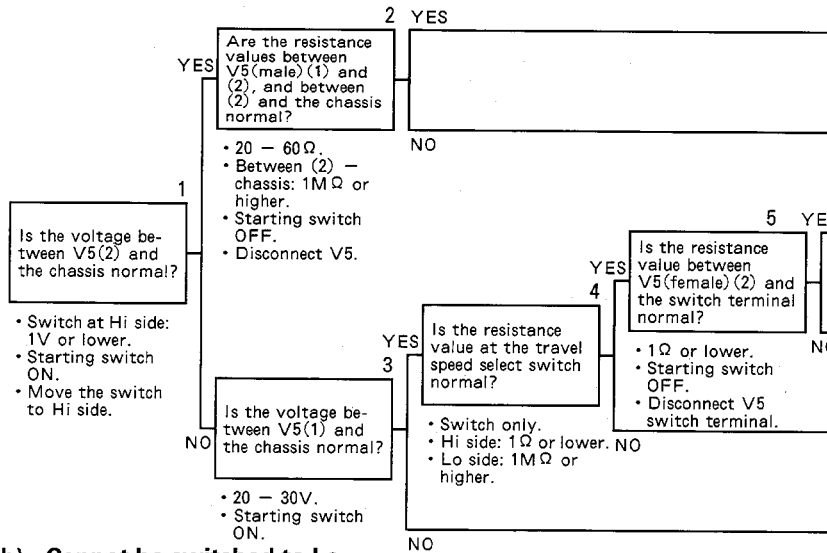 2 YES
YES
Are the resistance
values between
V5(male)(1) and
(2), and between
(2) and the chassis
normal?
NO
• 20 – 60Ω.
• Between (2) –
chassis: 1MΩ or
higher.
• Starting switch
OFF.
• Disconnect V5.
1
Is the voltage be-
tween V5(2) and
the chassis normal?
• Switch at Hi side:
1V or lower.
• Starting switch
ON.
• Move the switch
to Hi side.
NO
3
YES
Is the voltage be-
tween V5(1) and
the chassis normal?
• 20 – 30V.
• Starting switch
ON.
NO
4
YES
Is the resistance
value at the travel
speed select switch
normal?
• Switch only.
• Hi side: 1Ω or lower.
• Lo side: 1MΩ or
higher.
NO
5
Is the resistance
value between
V5(female)(2) and
the switch terminal
normal?
• 1Ω or lower.
• Starting switch
OFF.
• Disconnect V5
switch terminal.